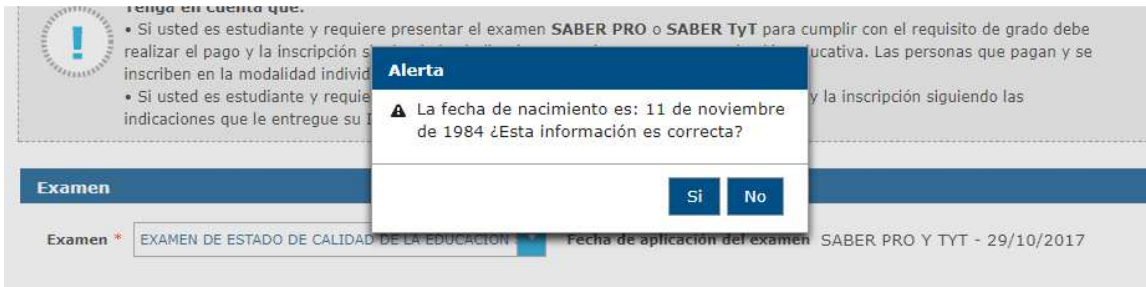 Tenga en cuenta que:
• Si usted es estudiante y requiere presentar el examen SABER PRO o SABER TyT para cumplir con el requisito de grado debe
realizar el pago y la inscripción ucativa. Las personas que pagan y se
inscriben en la modalidad individ
• Si usted es estudiante y requie y la inscripción siguiendo las
indicaciones que le entregue su
Alerta
La fecha de nacimiento es: 11 de noviembre
de 1984 ¿Esta información es correcta?
Si No
Examen
Examen * EXAMEN DE ESTADO DE CALIDAD DE LA EDUCACIÓN Fecha de aplicación del examen SABER PRO Y TYT - 29/10/2017